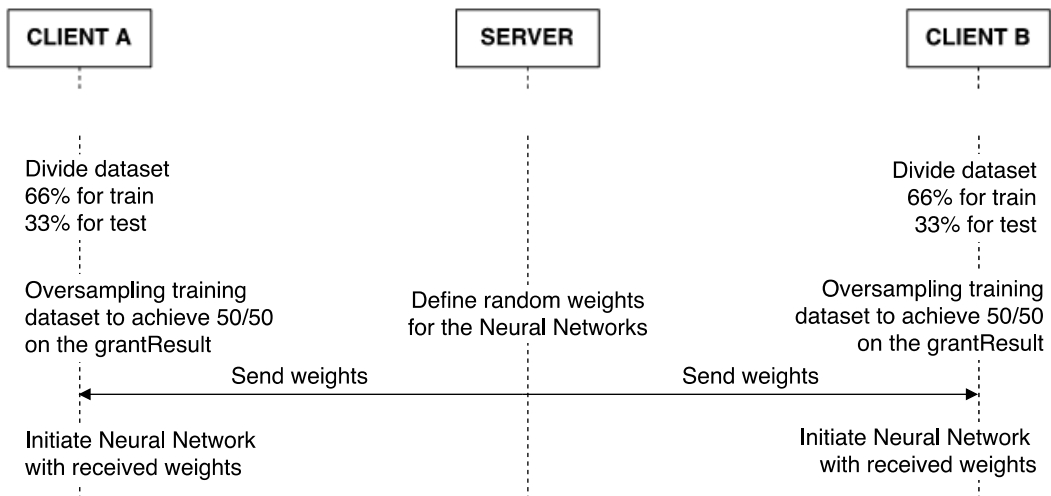 CLIENT A
SERVER
CLIENT B
Divide dataset
66% for train
33% for test
Divide dataset
66% for train
33% for test
Oversampling training
dataset to achieve 50/50
on the grantResult
Define random weights
for the Neural Networks
Oversampling training
dataset to achieve 50/50
on the grantResult
Send weights
Send weights
Initiate Neural Network
with received weights
Initiate Neural Network
with received weights